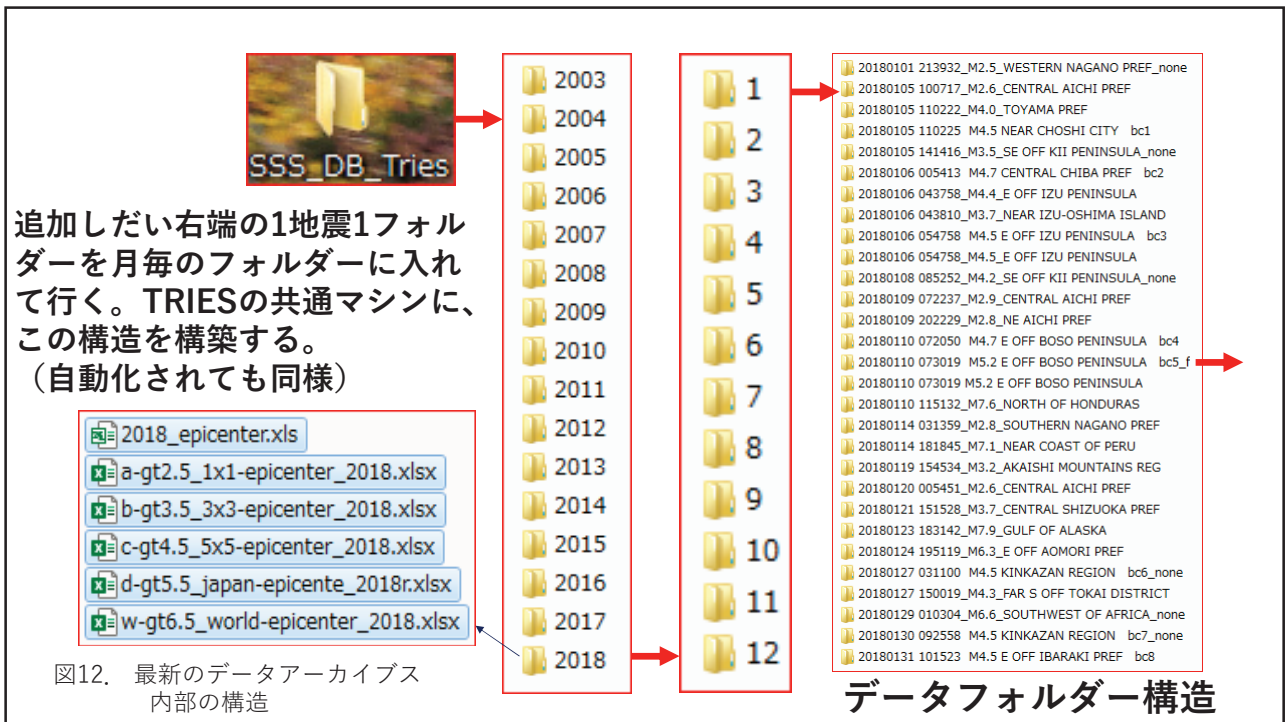 SSS_DB_Tries
追加しだい右端の1地震1フォル
ダーを月毎のフォルダーに入れ
て行く。TRIESの共通マシンに、
この構造を構築する。
（自動化されても同様）
2018_epicenter.xls
a-gt2.5_1x1-epicenter_2018.xlsx
b-gt3.5_3x3-epicenter_2018.xlsx
c-gt4.5_5x5-epicenter_2018.xlsx
d-gt5.5_japan-epicente_2018r.xlsx
w-gt6.5_world-epicenter_2018.xlsx
図12. 最新のデータアーカイブス
内部の構造
2003
2004
2005
2006
2007
2008
2009
2010
2011
2012
2013
2014
2015
2016
2017
2018
1
2
3
4
5
6
7
8
9
10
11
12
20180101 213932_M2.5_WESTERN NAGANO PREF_none
20180105 100717_M2.6_CENTRAL AICHI PREF
20180105 110222_M4.0_TOYAMA PREF
20180105 110225 M4.5 NEAR CHOSHI CITY bc1
20180105 141416_M3.5_SE OFF KII PENINSULA_none
20180106 005413 M4.7 CENTRAL CHIBA PREF bc2
20180106 043758_M4.4_E OFF IZU PENINSULA
20180106 043810_M3.7_NEAR IZU-OSHIMA ISLAND
20180106 054758 M4.5 E OFF IZU PENINSULA bc3
20180106 054758_M4.5_E OFF IZU PENINSULA
20180108 085252_M4.2_SE OFF KII PENINSULA_none
20180109 072237_M2.9_CENTRAL AICHI PREF
20180109 202229_M2.8_NE AICHI PREF
20180110 072050 M4.7 E OFF BOSO PENINSULA bc4
20180110 073019 M5.2 E OFF BOSO PENINSULA bc5_f
20180110 073019 M5.2 E OFF BOSO PENINSULA
20180110 115132_M7.6_NORTH OF HONDURAS
20180114 031359_M2.8_SOUTHERN NAGANO PREF
20180114 181845_M7.1_NEAR COAST OF PERU
20180119 154534_M3.2_AKAISHI MOUNTAINS REG
20180120 005451_M2.6_CENTRAL AICHI PREF
20180121 151528_M3.7_CENTRAL SHIZUOKA PREF
20180123 183142_M7.9_GULF OF ALASKA
20180124 195119_M6.3_E OFF AOMORI PREF
20180127 031100 M4.5 KINKAZAN REGION bc6_none
20180127 150019_M4.3_FAR S OFF TOKAI DISTRICT
20180129 010304_M6.6_SOUTHWEST OF AFRICA_none
20180130 092558 M4.5 KINKAZAN REGION bc7_none
20180131 101523 M4.5 E OFF IBARAKI PREF bc8
データフォルダー構造